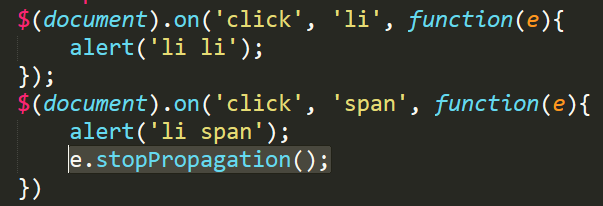 $(document).on('click', 'li', function(e){
    alert('li li');
});
$(document).on('click', 'span', function(e){
    alert('li span');
    e.stopPropagation();
})